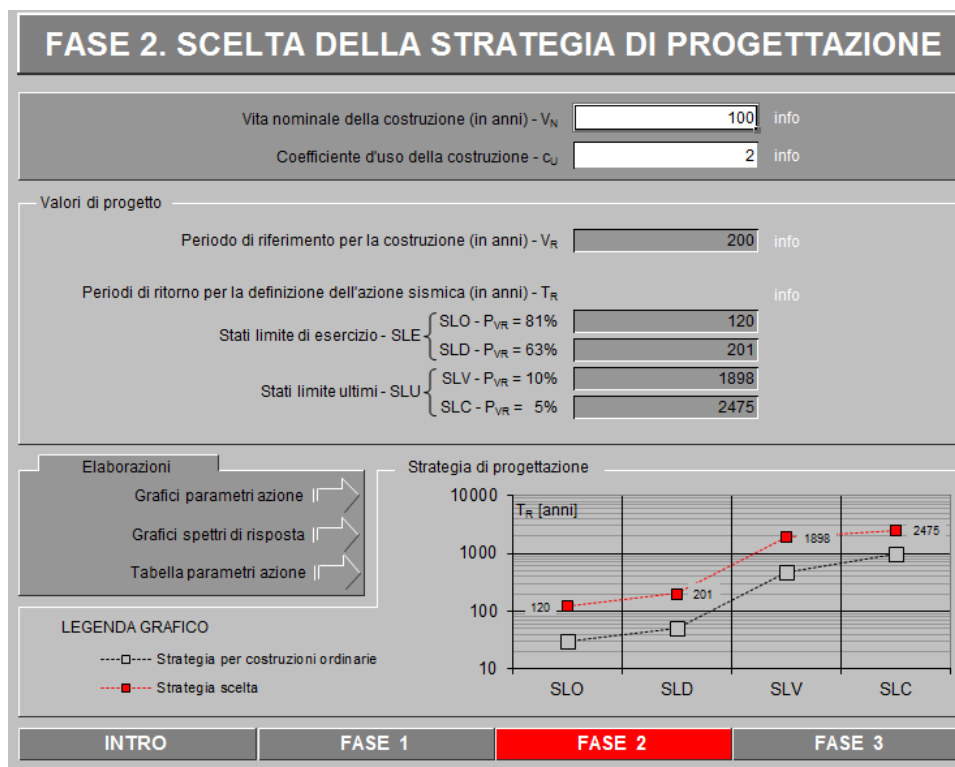 FASE 2. SCELTA DELLA STRATEGIA DI PROGETTAZIONE
Vita nominale della costruzione (in anni) - VN 100 info
Coefficiente d'uso della costruzione - cU 2 info
Valori di progetto
Periodo di riferimento per la costruzione (in anni) - VR 200 info
Periodi di ritorno per la definizione dell'azione sismica (in anni) - TR info
Stati limite di esercizio - SLE
SLO - PVR = 81% 120
SLD - PVR = 63% 201
Stati limite ultimi - SLU
SLV - PVR = 10% 1898
SLC - PVR = 5% 2475
Elaborazioni
Grafici parametri azione
Grafici spettri di risposta
Tabella parametri azione
Strategia di progettazione
TR [anni]
10000
1000
100
10
120
201
1898
2475
SLO SLD SLV SLC
LEGENDA GRAFICO
Strategia per costruzioni ordinarie
Strategia scelta
INTRO FASE 1 FASE 2 FASE 3